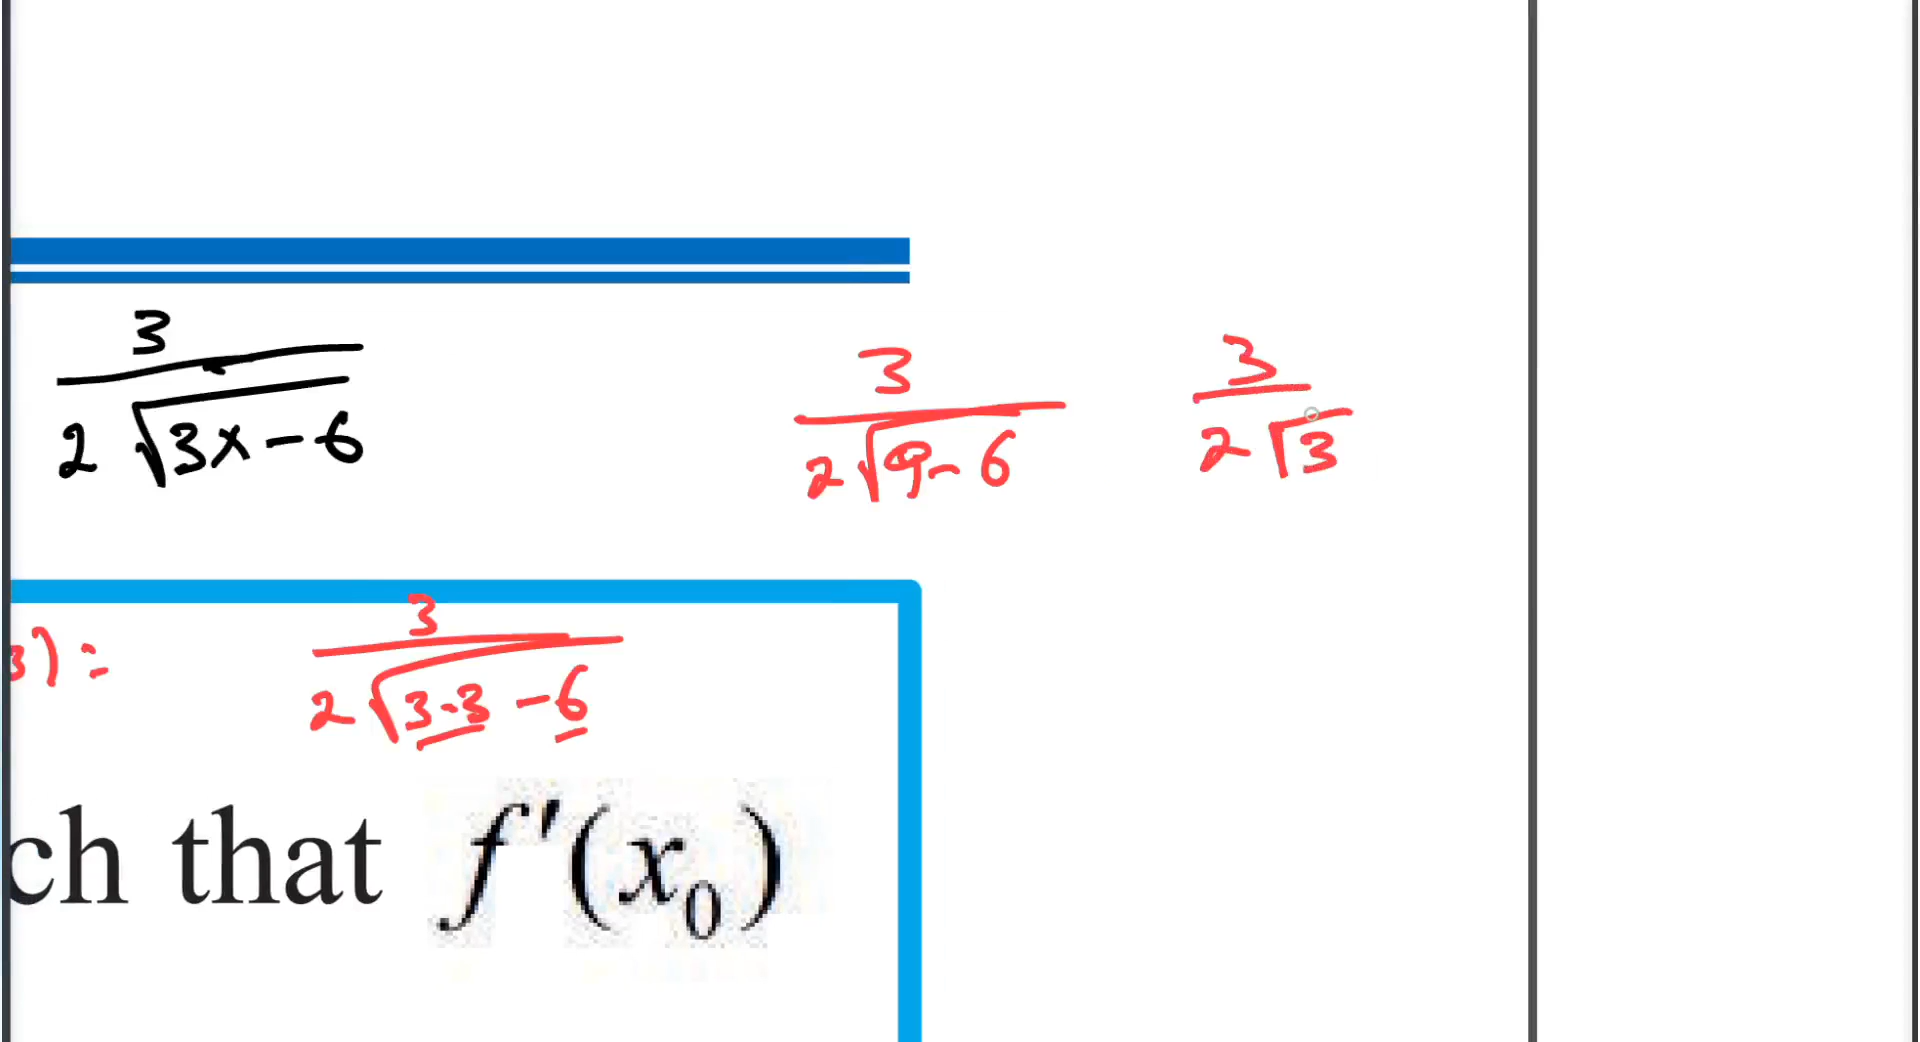 3 / 2 √3x - 6
3 / 2 √9 - 6
3 / 2 √3
3) =
3 / 2 √3·3 - 6
ch that f′(x₀)